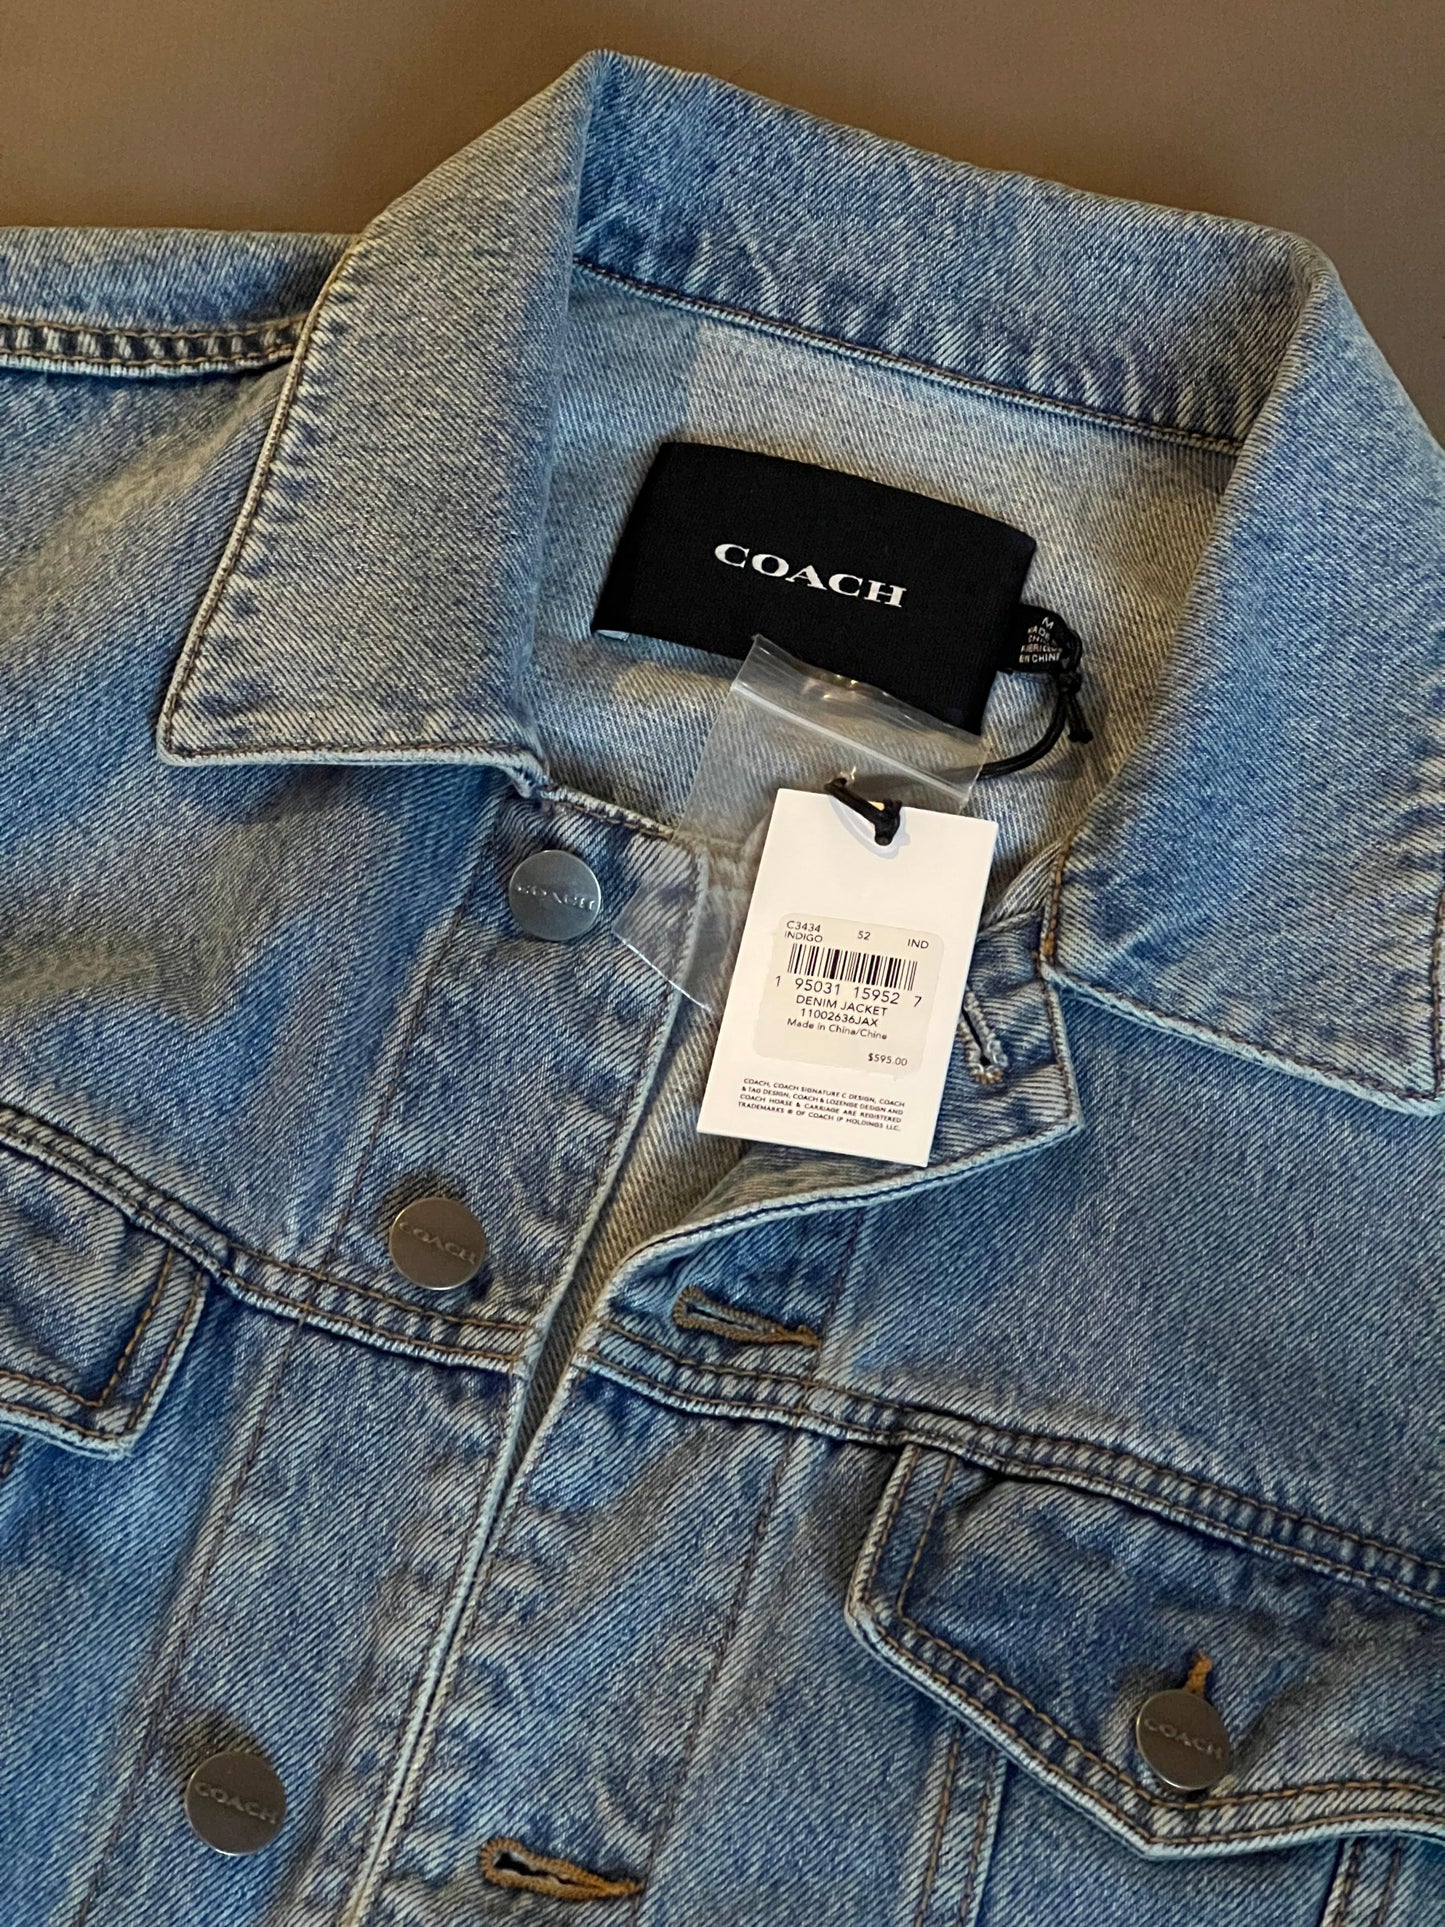 COACH
M
MADE IN
CHINA
EN CHINE
COACH
C3434 52 IND
INDIGO
1 95031 15952 7
DENIM JACKET
11002636JAX
Made in China/Chine
$595.00
COACH, COACH SIGNATURE C DESIGN, COACH
& TAG DESIGN, COACH & LOZENGE DESIGN AND
COACH HORSE & CARRIAGE ARE REGISTERED
TRADEMARKS ® OF COACH IP HOLDINGS LLC.
COACH
COACH
COACH